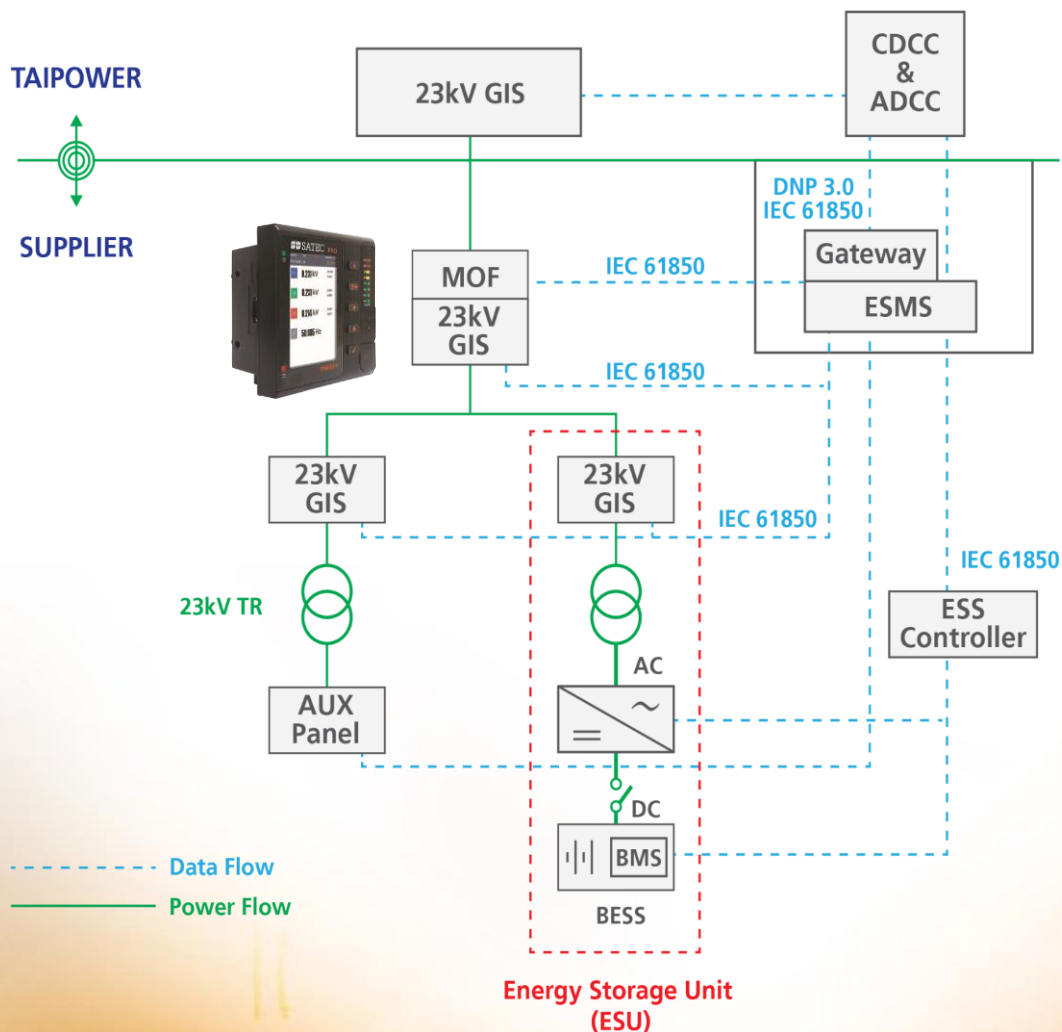 TAIPOWER
SUPPLIER
23kV GIS
CDCC
&
ADCC
DNP 3.0
IEC 61850
Gateway
ESMS
SATEC
MOF
23kV
GIS
IEC 61850
IEC 61850
23kV
GIS
23kV
GIS
IEC 61850
IEC 61850
23kV TR
ESS
Controller
AC
AUX
Panel
DC
BMS
BESS
Data Flow
Power Flow
Energy Storage Unit
(ESU)